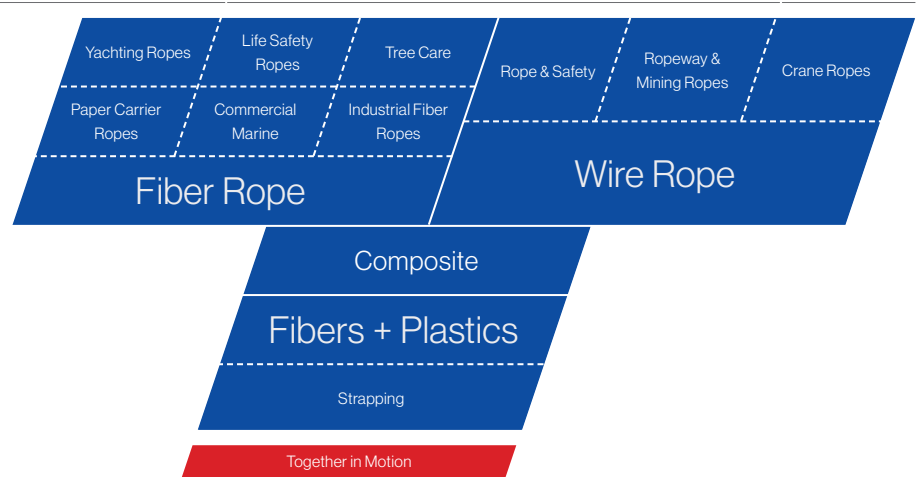 Yachting Ropes
Life Safety
Ropes
Tree Care
Paper Carrier
Ropes
Commercial
Marine
Industrial Fiber
Ropes
Fiber Rope
Rope & Safety
Ropeway &
Mining Ropes
Crane Ropes
Wire Rope
Composite
Fibers + Plastics
Strapping
Together in Motion